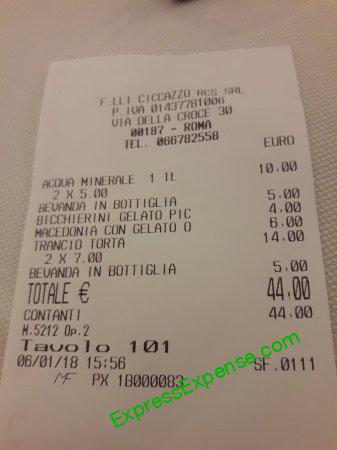 F.LLI CICCAZZO RCS SRL
P.IVA 01437781006
VIA DELLA CROCE 30
00187 - ROMA
TEL. 066782558
EURO
ACQUA MINERALE 1 lt 10.00
2 X 5.00
BEVANDA IN BOTTIGLIA 5.00
BICCHIERINI GELATO PIC 4.00
MACEDONIA CON GELATO O 6.00
TRANCIO TORTA 14.00
2 X 7.00
BEVANDA IN BOTTIGLIA 5.00
TOTALE € 44,00
CONTANTI 44,00
M.5212 Op.2
Tavolo 101
06/01/18 15:56 SF.0111
MF PX 1B000083
ExpressExpense.com